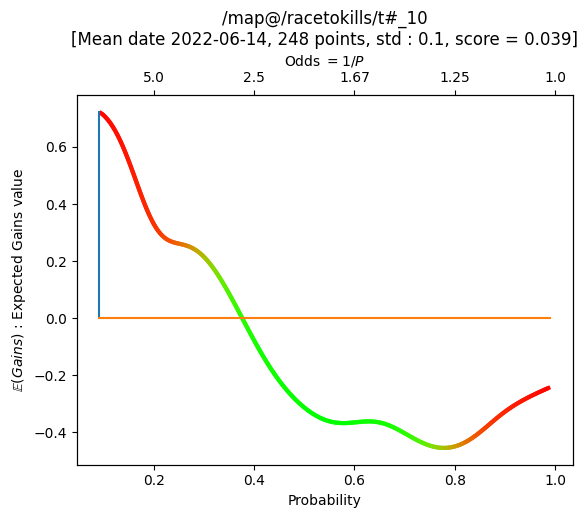 /map@/racetokills/t#_10
[Mean date 2022-06-14, 248 points, std : 0.1, score = 0.039]
Odds = 1/P
5.0 2.5 1.67 1.25 1.0
0.6
0.4
0.2
0.0
−0.2
−0.4
𝔼(Gains) : Expected Gains value
0.2 0.4 0.6 0.8 1.0
Probability